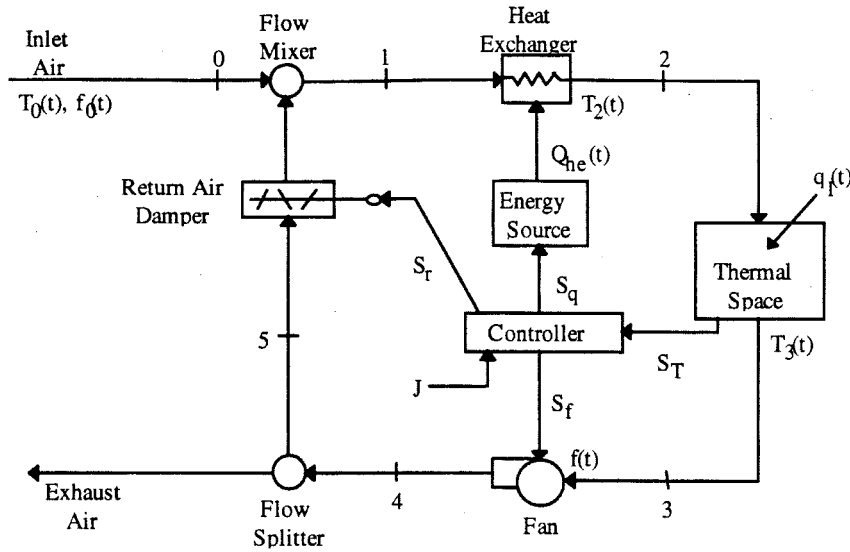 Inlet
Air
T0(t), f0(t)
0
Flow
Mixer
1
Heat
Exchanger
2
T2(t)
Qhe(t)
Return Air
Damper
Energy
Source
q1(t)
Thermal
Space
Sr
Sq
Controller
ST
T3(t)
5
J
Sf
f(t)
Exhaust
Air
Flow
Splitter
4
Fan
3